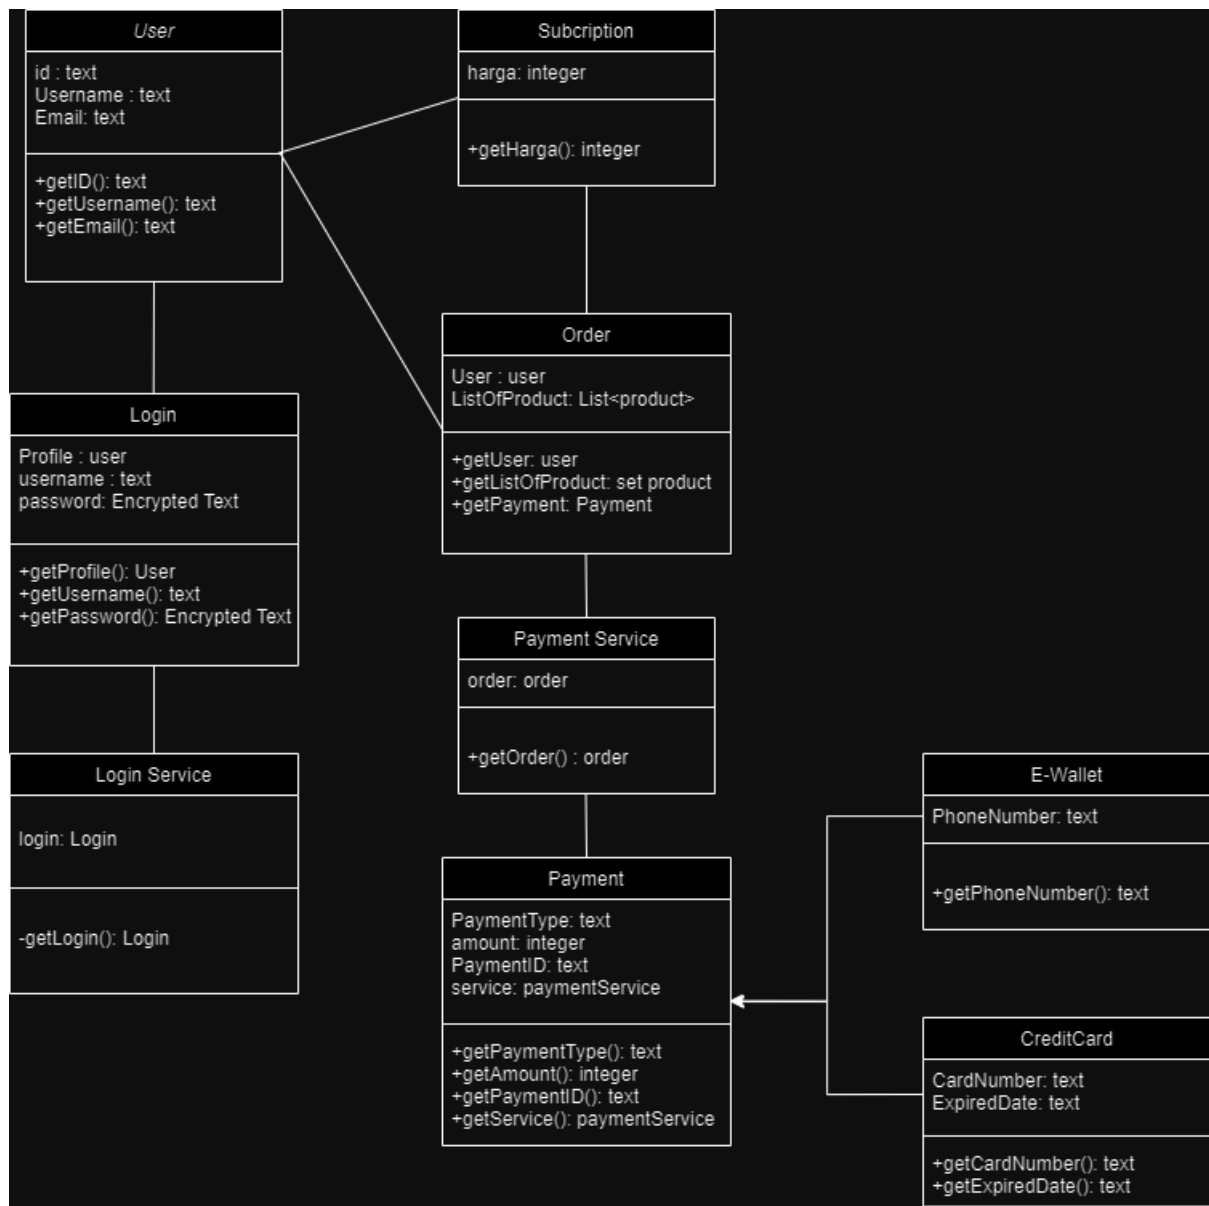 User
id : text
Username : text
Email: text
+getID(): text
+getUsername(): text
+getEmail(): text
Subcription
harga: integer
+getHarga(): integer
Order
User : user
ListOfProduct: List<product>
+getUser: user
+getListOfProduct: set product
+getPayment: Payment
Login
Profile : user
username : text
password: Encrypted Text
+getProfile(): User
+getUsername(): text
+getPassword(): Encrypted Text
Payment Service
order: order
+getOrder() : order
Login Service
login: Login
-getLogin(): Login
Payment
PaymentType: text
amount: integer
PaymentID: text
service: paymentService
+getPaymentType(): text
+getAmount(): integer
+getPaymentID(): text
+getService(): paymentService
E-Wallet
PhoneNumber: text
+getPhoneNumber(): text
CreditCard
CardNumber: text
ExpiredDate: text
+getCardNumber(): text
+getExpiredDate(): text